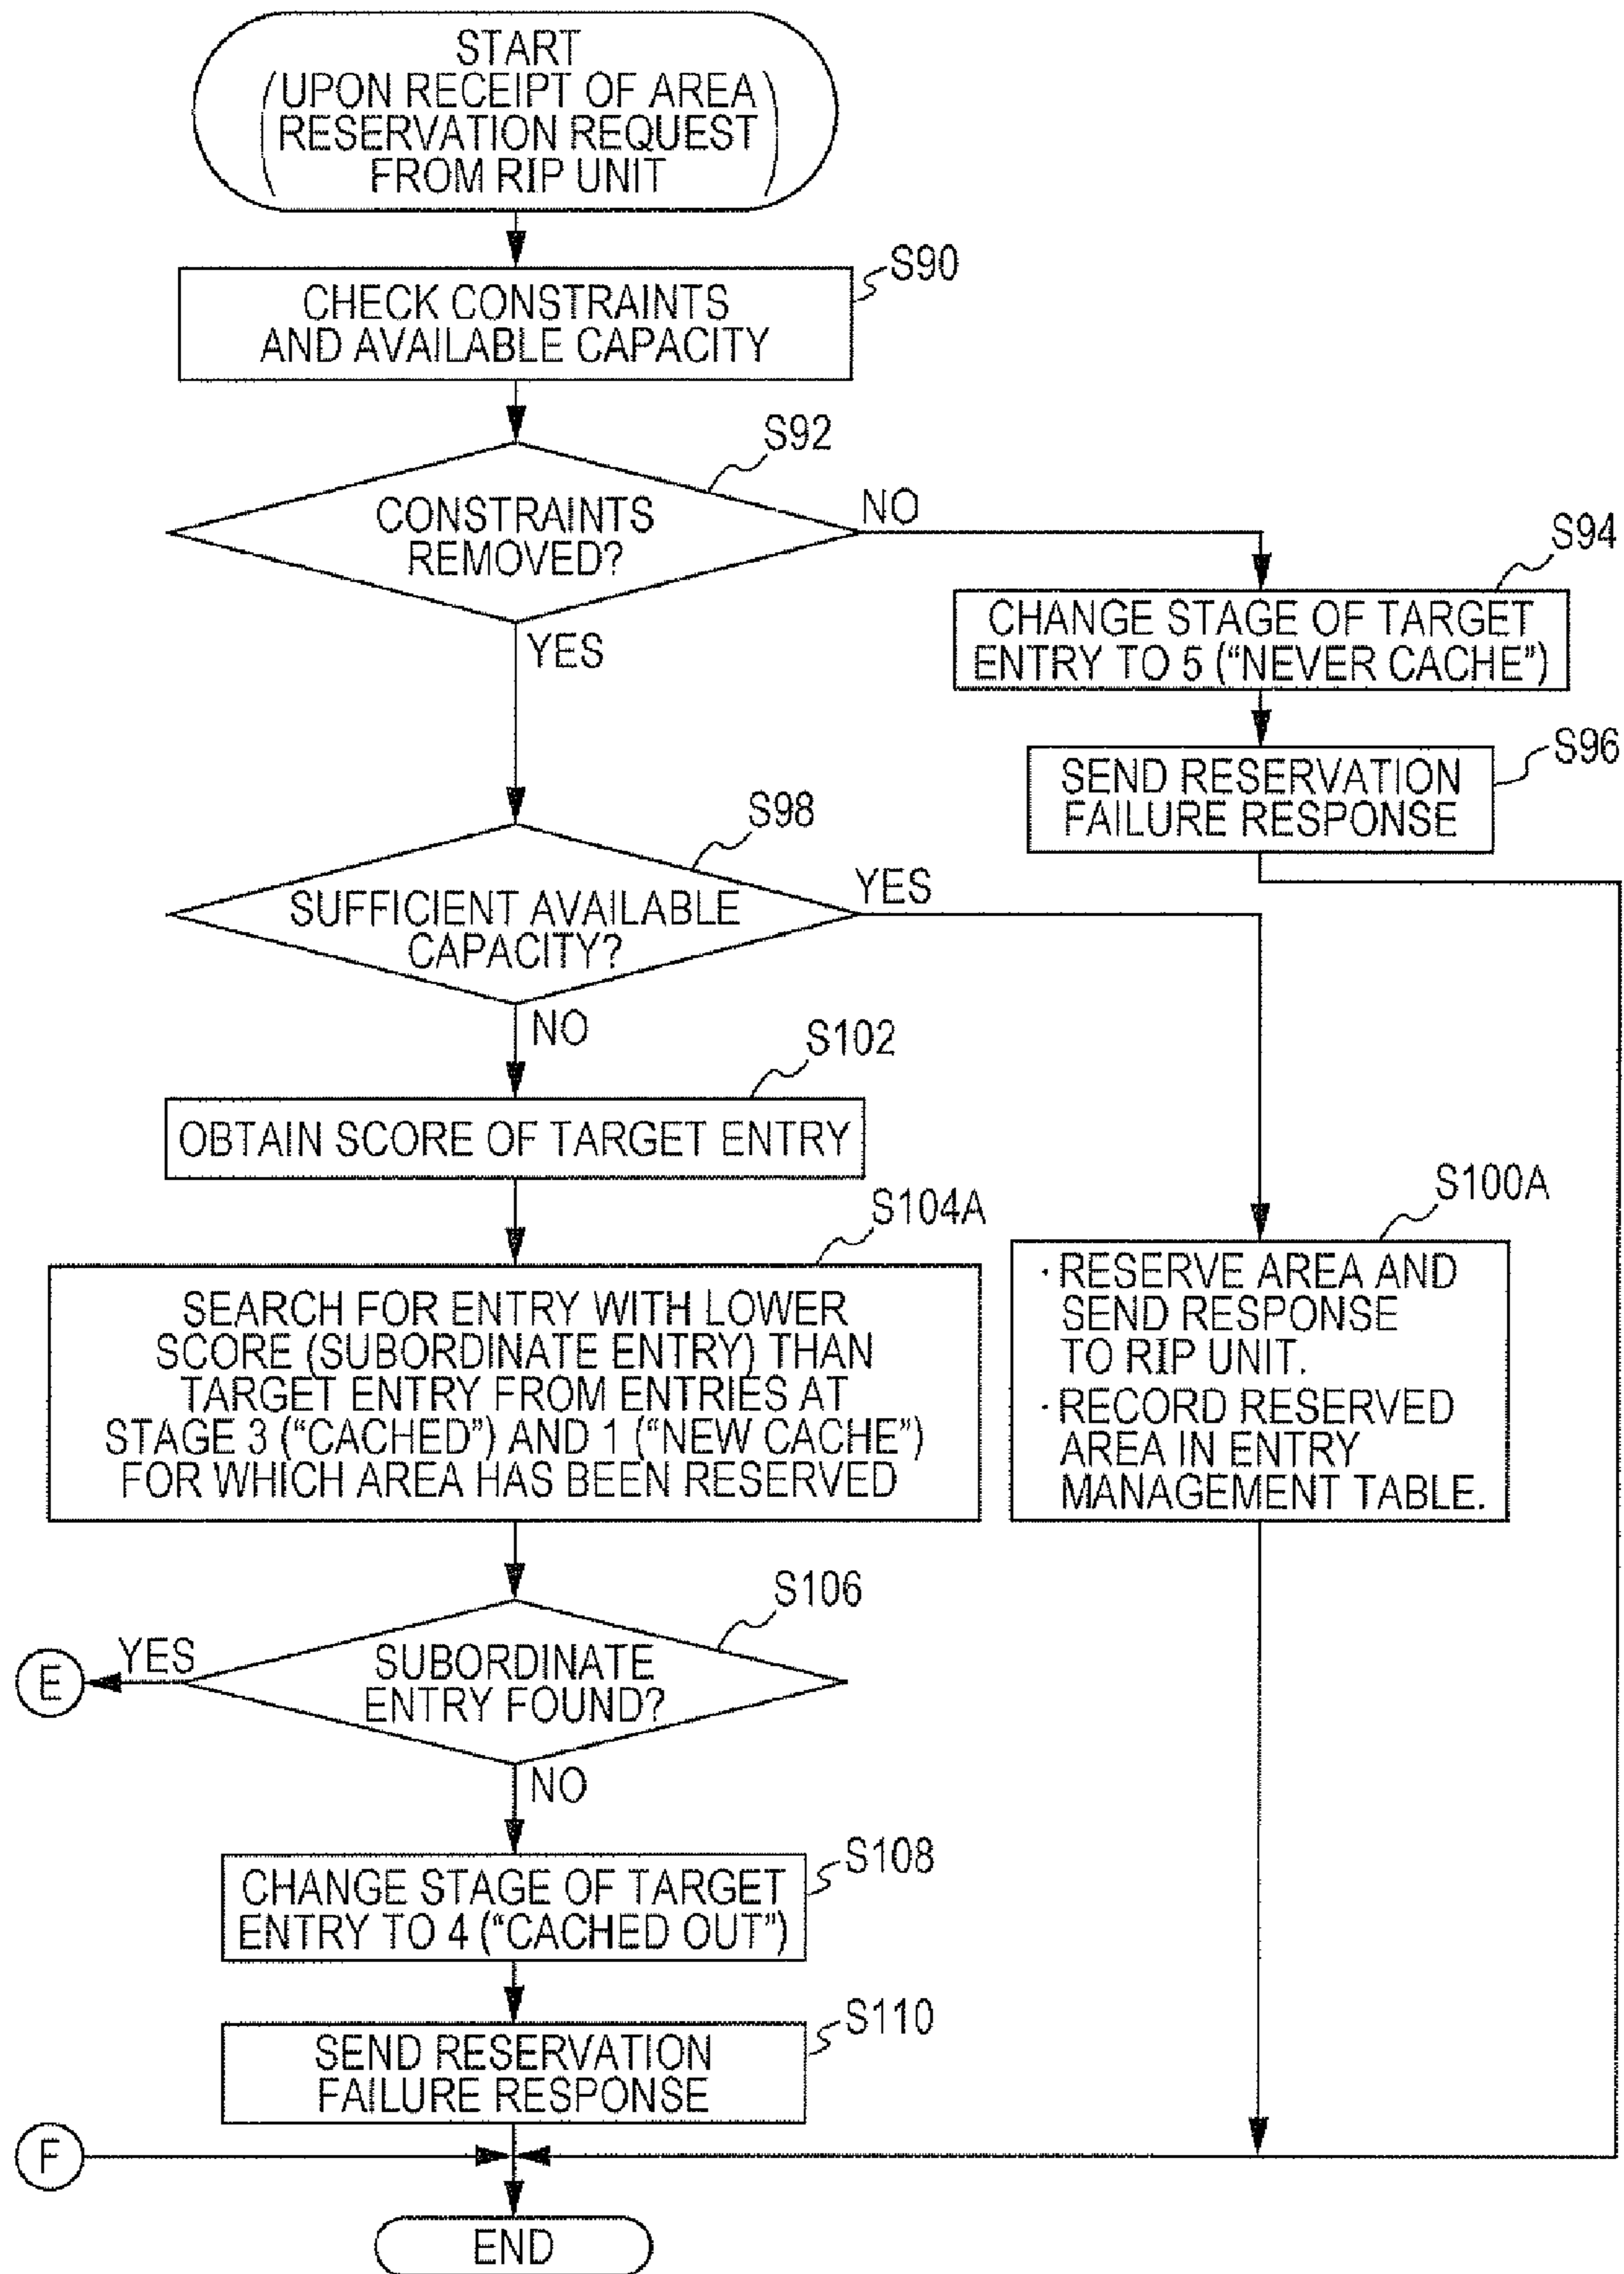 START
(UPON RECEIPT OF AREA
RESERVATION REQUEST
FROM RIP UNIT)
S90
CHECK CONSTRAINTS
AND AVAILABLE CAPACITY
S92
CONSTRAINTS
REMOVED?
NO
YES
S94
CHANGE STAGE OF TARGET
ENTRY TO 5 (“NEVER CACHE”)
S96
SEND RESERVATION
FAILURE RESPONSE
S98
SUFFICIENT AVAILABLE
CAPACITY?
YES
NO
S102
OBTAIN SCORE OF TARGET ENTRY
S100A
· RESERVE AREA AND
SEND RESPONSE
TO RIP UNIT.
· RECORD RESERVED
AREA IN ENTRY
MANAGEMENT TABLE.
S104A
SEARCH FOR ENTRY WITH LOWER
SCORE (SUBORDINATE ENTRY) THAN
TARGET ENTRY FROM ENTRIES AT
STAGE 3 (“CACHED”) AND 1 (“NEW CACHE”)
FOR WHICH AREA HAS BEEN RESERVED
S106
SUBORDINATE
ENTRY FOUND?
YES
E
NO
S108
CHANGE STAGE OF TARGET
ENTRY TO 4 (“CACHED OUT”)
S110
SEND RESERVATION
FAILURE RESPONSE
F
END